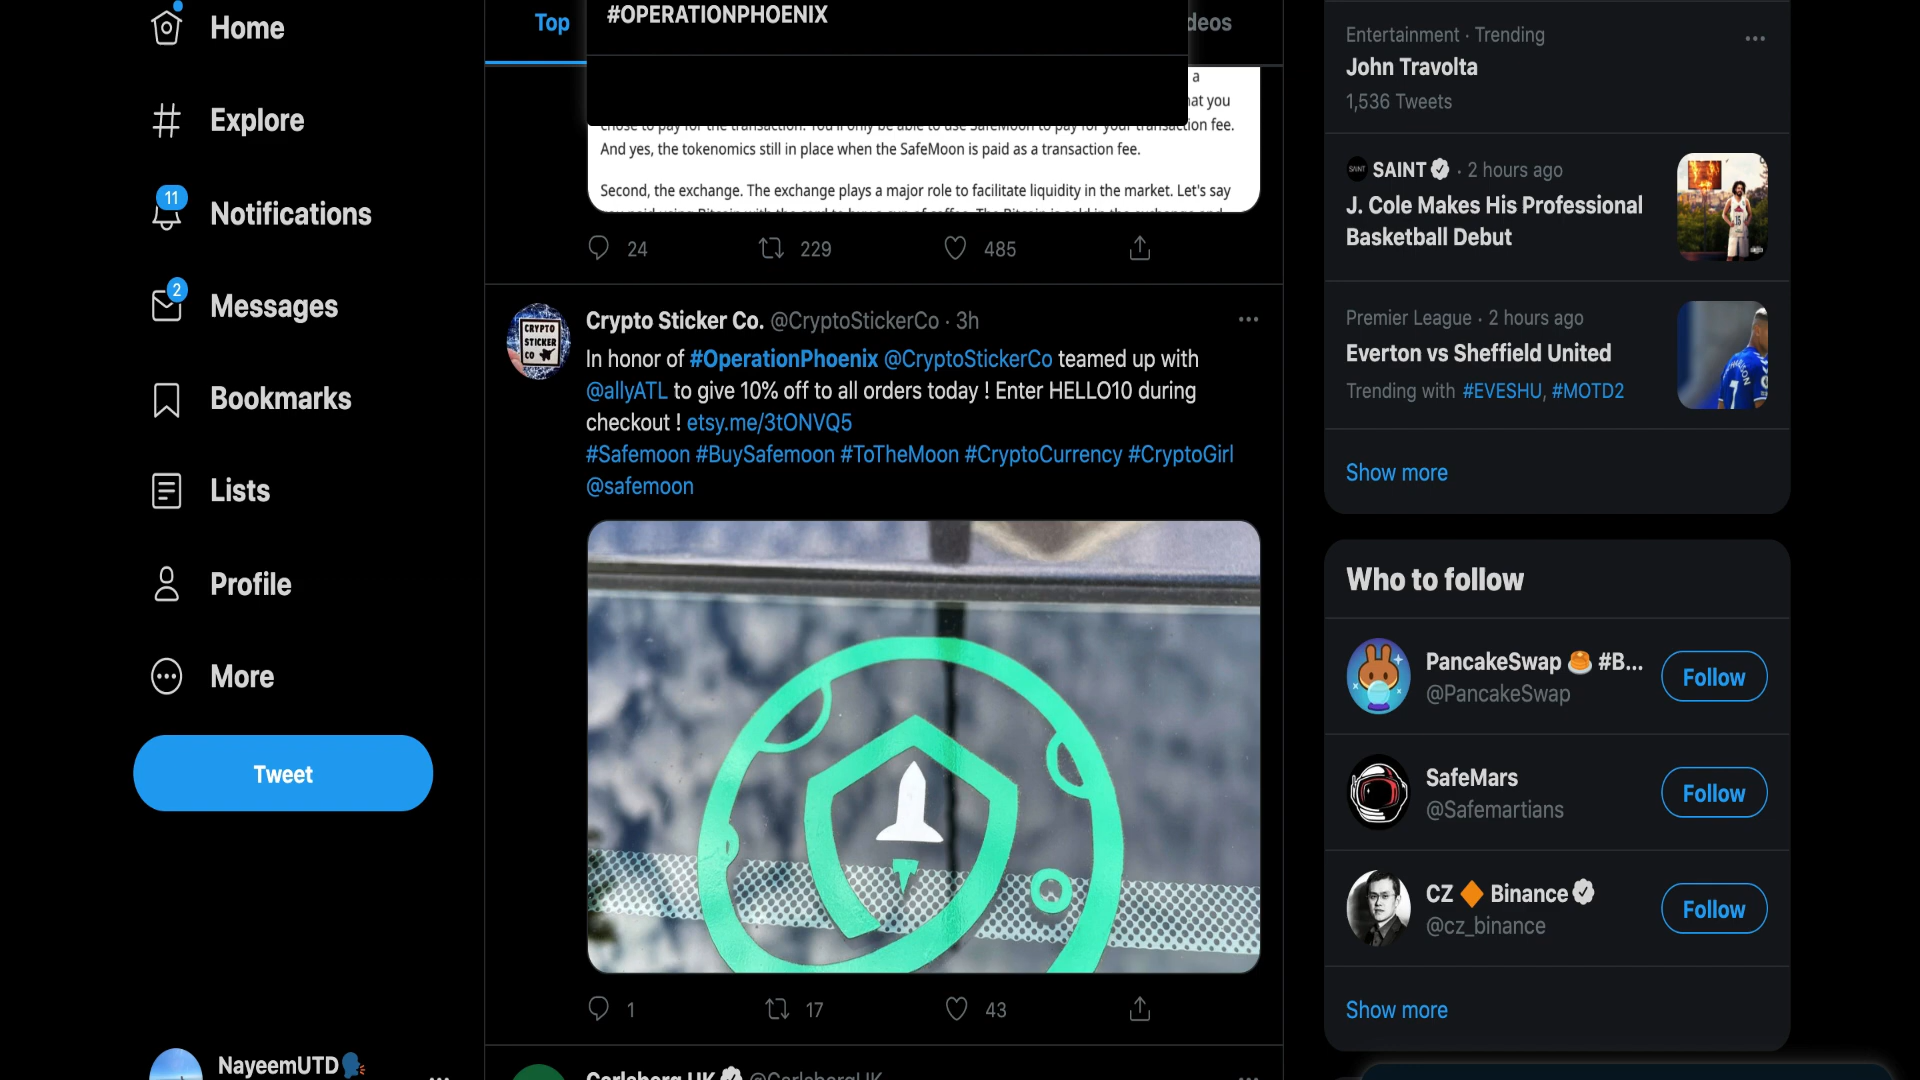 Home
Explore
11
Notifications
2
Messages
Bookmarks
Lists
Profile
More
Tweet
NayeemUTD
Top
#OPERATIONPHOENIX
deos
a
hat you
chose to pay for the transaction. You'll only be able to use SafeMoon to pay for your transaction fee.
And yes, the tokenomics still in place when the SafeMoon is paid as a transaction fee.
Second, the exchange. The exchange plays a major role to facilitate liquidity in the market. Let's say
24 229 485
Crypto Sticker Co. @CryptoStickerCo · 3h
CRYPTO
STICKER
CO
In honor of #OperationPhoenix @CryptoStickerCo teamed up with
@allyATL to give 10% off to all orders today ! Enter HELLO10 during
checkout ! etsy.me/3tONVQ5
#Safemoon #BuySafemoon #ToTheMoon #CryptoCurrency #CryptoGirl
@safemoon
1 17 43
Carlsberg UK @CarlsbergUK
Entertainment · Trending
John Travolta
1,536 Tweets
SAINT · 2 hours ago
J. Cole Makes His Professional
Basketball Debut
Premier League · 2 hours ago
Everton vs Sheffield United
Trending with #EVESHU, #MOTD2
Show more
Who to follow
PancakeSwap #B...
@PancakeSwap
Follow
SafeMars
@Safemartians
Follow
CZ Binance
@cz_binance
Follow
Show more